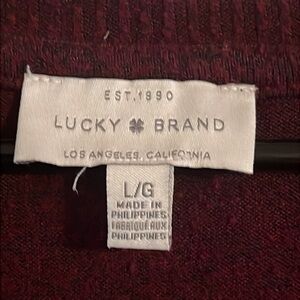 EST.1990
LUCKY BRAND
LOS ANGELES, CALIFORNIA
L/G
MADE IN
PHILIPPINES
FABRIQUÉ AUX
PHILIPPINES